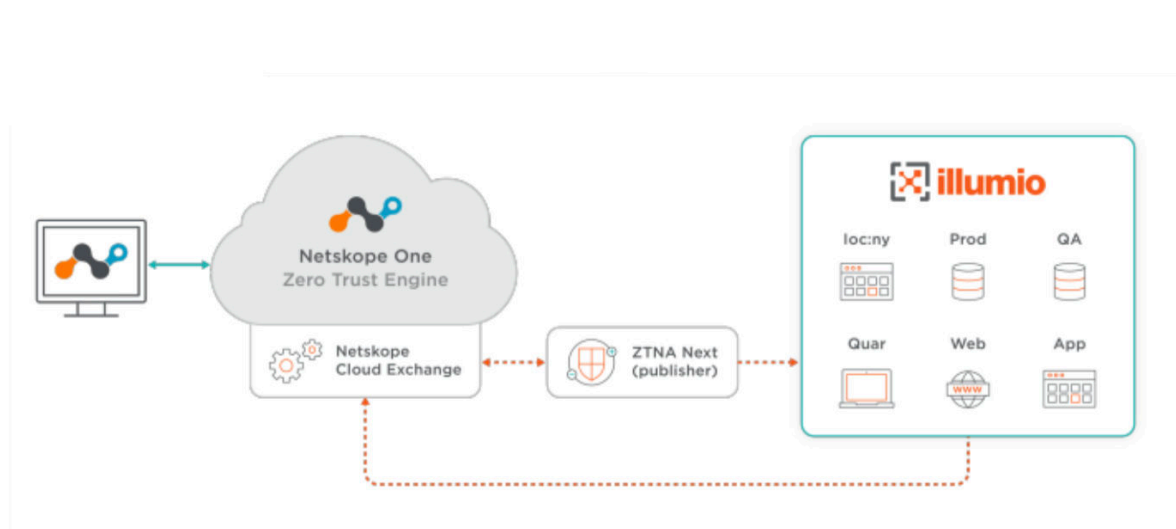 illumio
loc:ny
Prod
QA
Netskope One
Zero Trust Engine
Netskope
Cloud Exchange
ZTNA Next
(publisher)
Quar
Web
App
WWW